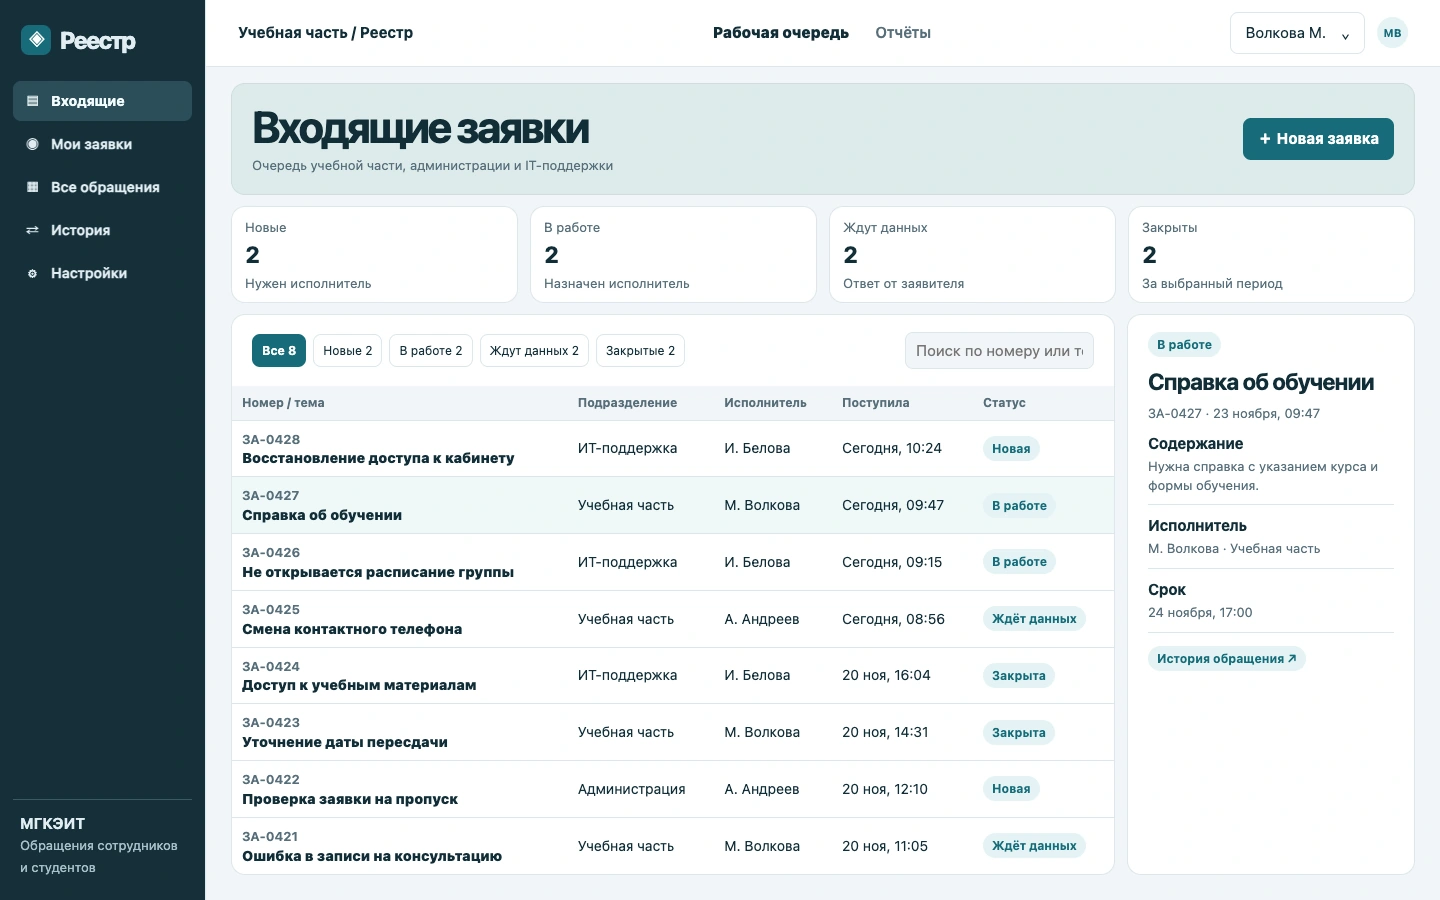 Реестр
Входящие
Мои заявки
Все обращения
История
Настройки
МГКЭИТ
Обращения сотрудников
и студентов
Учебная часть / Реестр
Рабочая очередь
Отчёты
Волкова М.
МВ
Входящие заявки
Очередь учебной части, администрации и IT-поддержки
+ Новая заявка
Новые
2
Нужен исполнитель
В работе
2
Назначен исполнитель
Ждут данных
2
Ответ от заявителя
Закрыты
2
За выбранный период
Все 8
Новые 2
В работе 2
Ждут данных 2
Закрытые 2
Поиск по номеру или т
Номер / тема Подразделение Исполнитель Поступила Статус
ЗА-0428
Восстановление доступа к кабинету
ИТ-поддержка И. Белова Сегодня, 10:24 Новая
ЗА-0427
Справка об обучении
Учебная часть М. Волкова Сегодня, 09:47 В работе
ЗА-0426
Не открывается расписание группы
ИТ-поддержка И. Белова Сегодня, 09:15 В работе
ЗА-0425
Смена контактного телефона
Учебная часть А. Андреев Сегодня, 08:56 Ждёт данных
ЗА-0424
Доступ к учебным материалам
ИТ-поддержка И. Белова 20 ноя, 16:04 Закрыта
ЗА-0423
Уточнение даты пересдачи
Учебная часть М. Волкова 20 ноя, 14:31 Закрыта
ЗА-0422
Проверка заявки на пропуск
Администрация А. Андреев 20 ноя, 12:10 Новая
ЗА-0421
Ошибка в записи на консультацию
Учебная часть М. Волкова 20 ноя, 11:05 Ждёт данных
В работе
Справка об обучении
ЗА-0427 · 23 ноября, 09:47
Содержание
Нужна справка с указанием курса и
формы обучения.
Исполнитель
М. Волкова · Учебная часть
Срок
24 ноября, 17:00
История обращения ↗